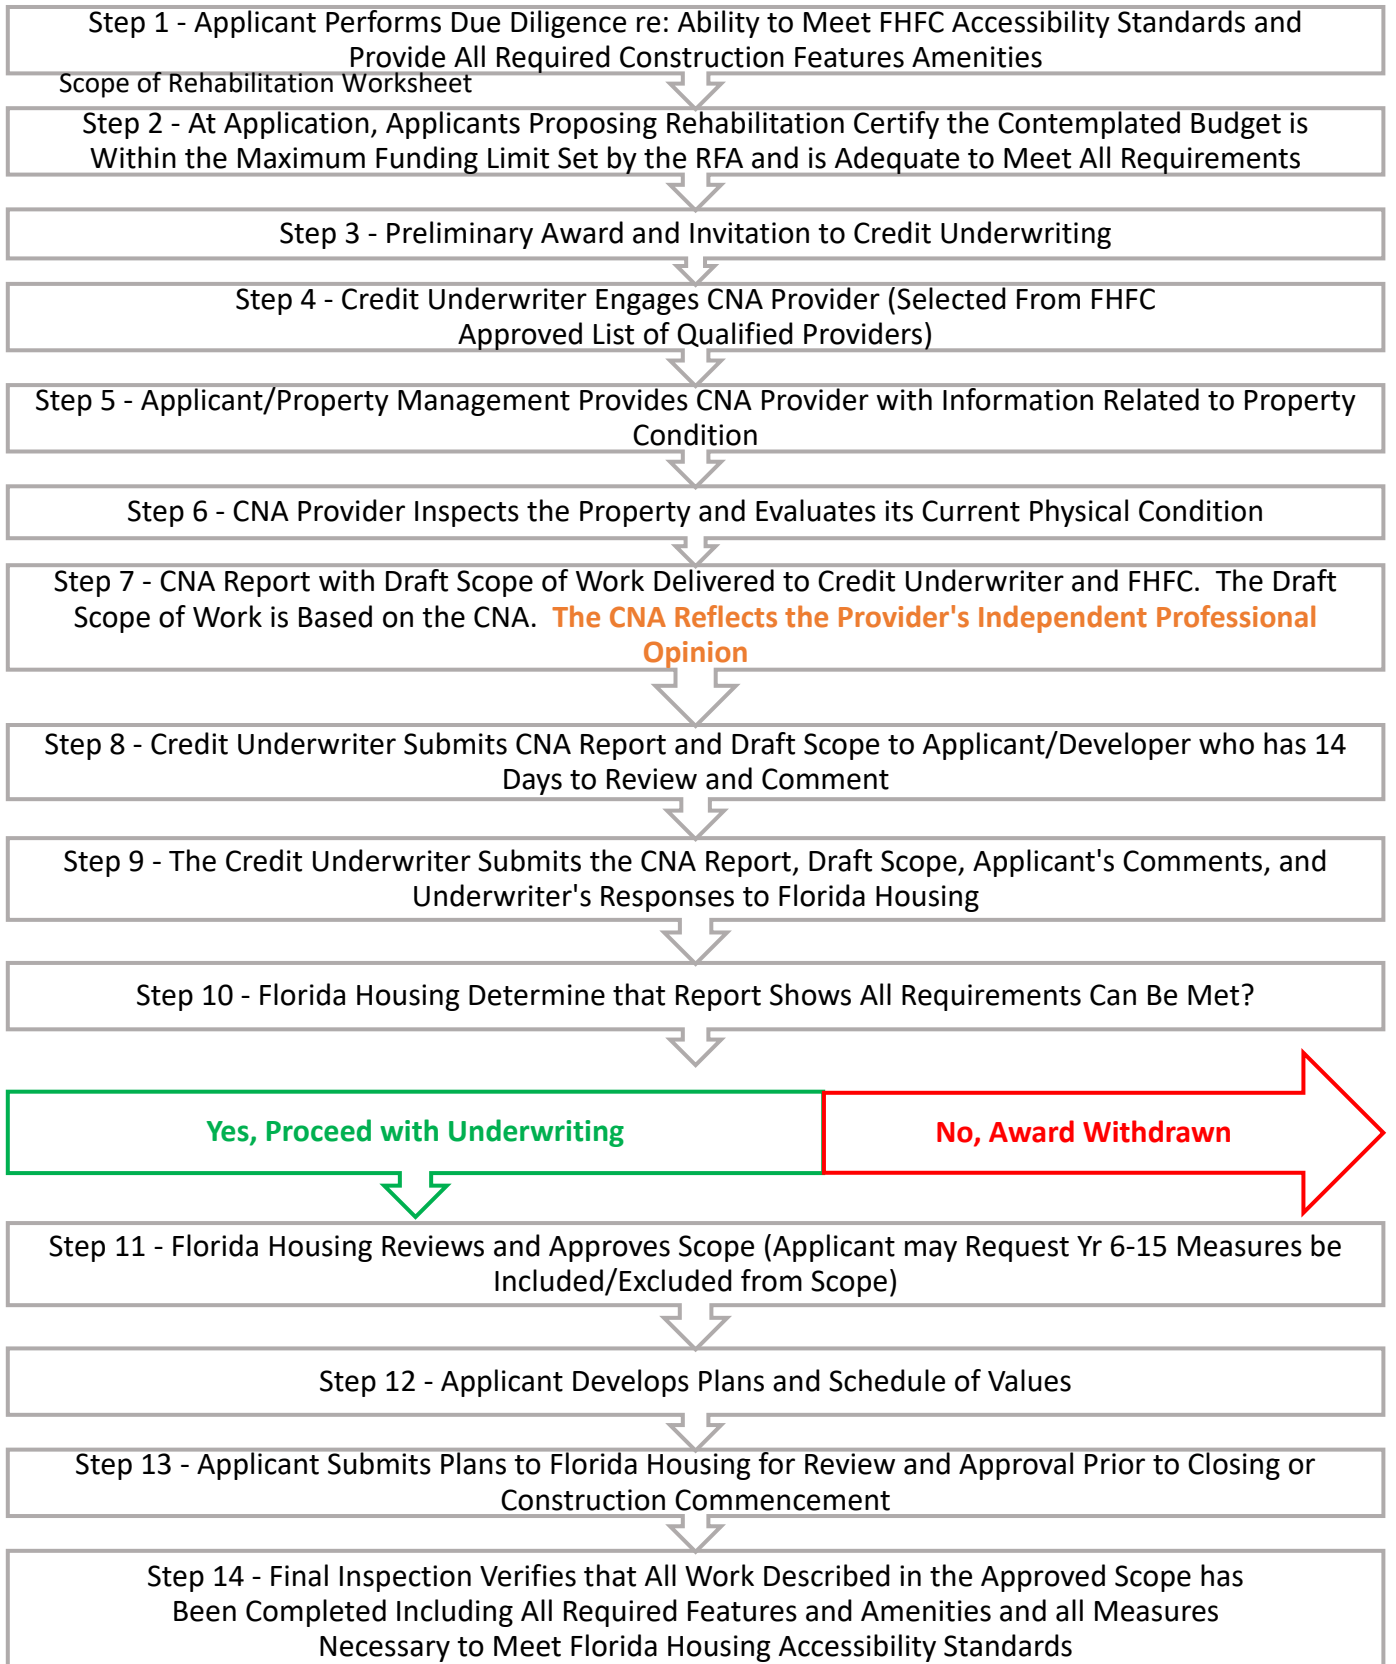 Step 1 - Applicant Performs Due Diligence re: Ability to Meet FHFC Accessibility Standards and
Provide All Required Construction Features Amenities
Scope of Rehabilitation Worksheet
Step 2 - At Application, Applicants Proposing Rehabilitation Certify the Contemplated Budget is
Within the Maximum Funding Limit Set by the RFA and is Adequate to Meet All Requirements
Step 3 - Preliminary Award and Invitation to Credit Underwriting
Step 4 - Credit Underwriter Engages CNA Provider (Selected From FHFC
Approved List of Qualified Providers)
Step 5 - Applicant/Property Management Provides CNA Provider with Information Related to Property
Condition
Step 6 - CNA Provider Inspects the Property and Evaluates its Current Physical Condition
Step 7 - CNA Report with Draft Scope of Work Delivered to Credit Underwriter and FHFC.  The Draft
Scope of Work is Based on the CNA.  The CNA Reflects the Provider's Independent Professional
Opinion
Step 8 - Credit Underwriter Submits CNA Report and Draft Scope to Applicant/Developer who has 14
Days to Review and Comment
Step 9 - The Credit Underwriter Submits the CNA Report, Draft Scope, Applicant's Comments, and
Underwriter's Responses to Florida Housing
Step 10 - Florida Housing Determine that Report Shows All Requirements Can Be Met?
Yes, Proceed with Underwriting
No, Award Withdrawn
Step 11 - Florida Housing Reviews and Approves Scope (Applicant may Request Yr 6-15 Measures be
Included/Excluded from Scope)
Step 12 - Applicant Develops Plans and Schedule of Values
Step 13 - Applicant Submits Plans to Florida Housing for Review and Approval Prior to Closing or
Construction Commencement
Step 14 - Final Inspection Verifies that All Work Described in the Approved Scope has
Been Completed Including All Required Features and Amenities and all Measures
Necessary to Meet Florida Housing Accessibility Standards